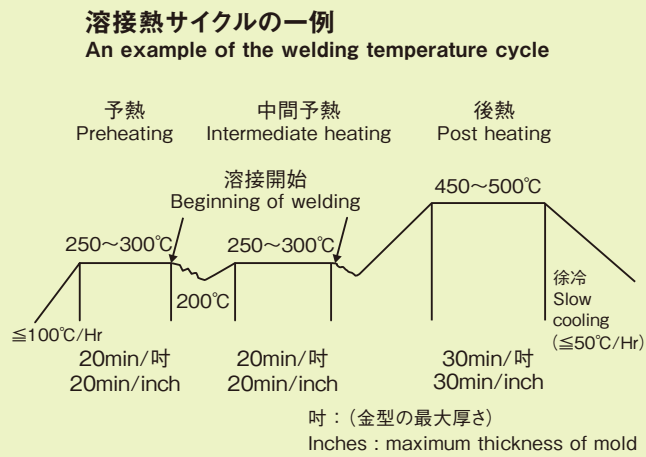 溶接熱サイクルの一例
An example of the welding temperature cycle
予熱
Preheating
中間予熱
Intermediate heating
後熱
Post heating
溶接開始
Beginning of welding
450～500℃
250～300℃
250～300℃
200℃
≦100℃/Hr
徐冷
Slow
cooling
(≦50℃/Hr)
20min/吋
20min/inch
20min/吋
20min/inch
30min/吋
30min/inch
吋：（金型の最大厚さ）
Inches : maximum thickness of mold